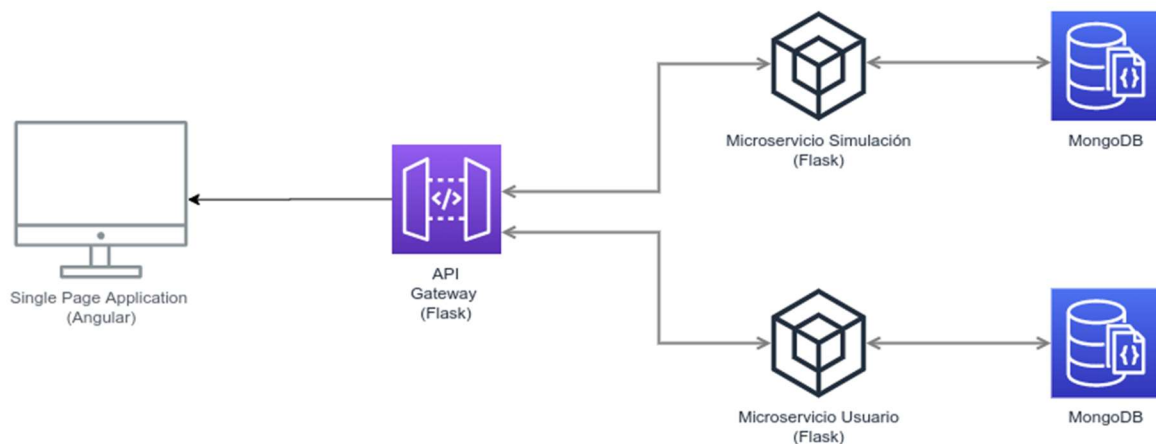 Microservicio Simulación
(Flask)
MongoDB
</>
{}
Single Page Application
(Angular)
API
Gateway
(Flask)
Microservicio Usuario
(Flask)
MongoDB
{}